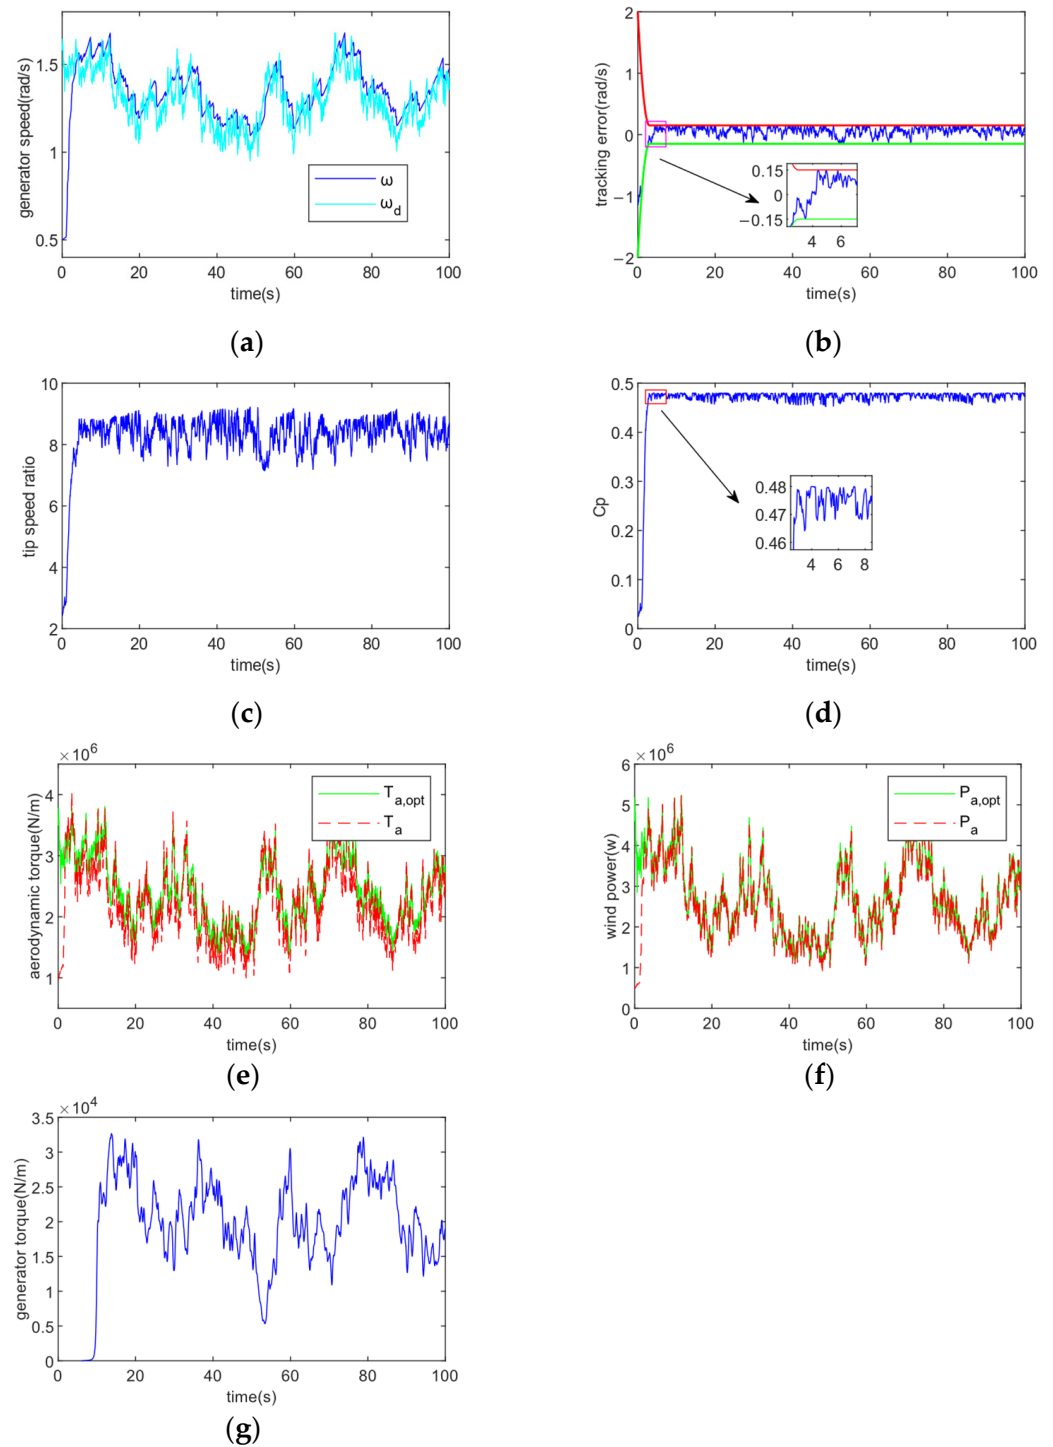 generator speed(rad/s)
1.5
1
0.5
0 20 40 60 80 100
time(s)
ω
ω_d
(a)
tracking error(rad/s)
2
1
0
−1
−2
0 20 40 60 80 100
time(s)
0.15
0
−0.15
4 6
(b)
tip speed ratio
10
8
6
4
2
0 20 40 60 80 100
time(s)
(c)
Cp
0.5
0.4
0.3
0.2
0.1
0
0 20 40 60 80 100
time(s)
0.48
0.47
0.46
4 6 8
(d)
×10^6
aerodynamic torque(N/m)
4
3
2
1
0 20 40 60 80 100
time(s)
T_a,opt
T_a
(e)
×10^6
wind power(w)
6
5
4
3
2
1
0
0 20 40 60 80 100
time(s)
P_a,opt
P_a
(f)
×10^4
generator torque(N/m)
3.5
3
2.5
2
1.5
1
0.5
0
0 20 40 60 80 100
time(s)
(g)